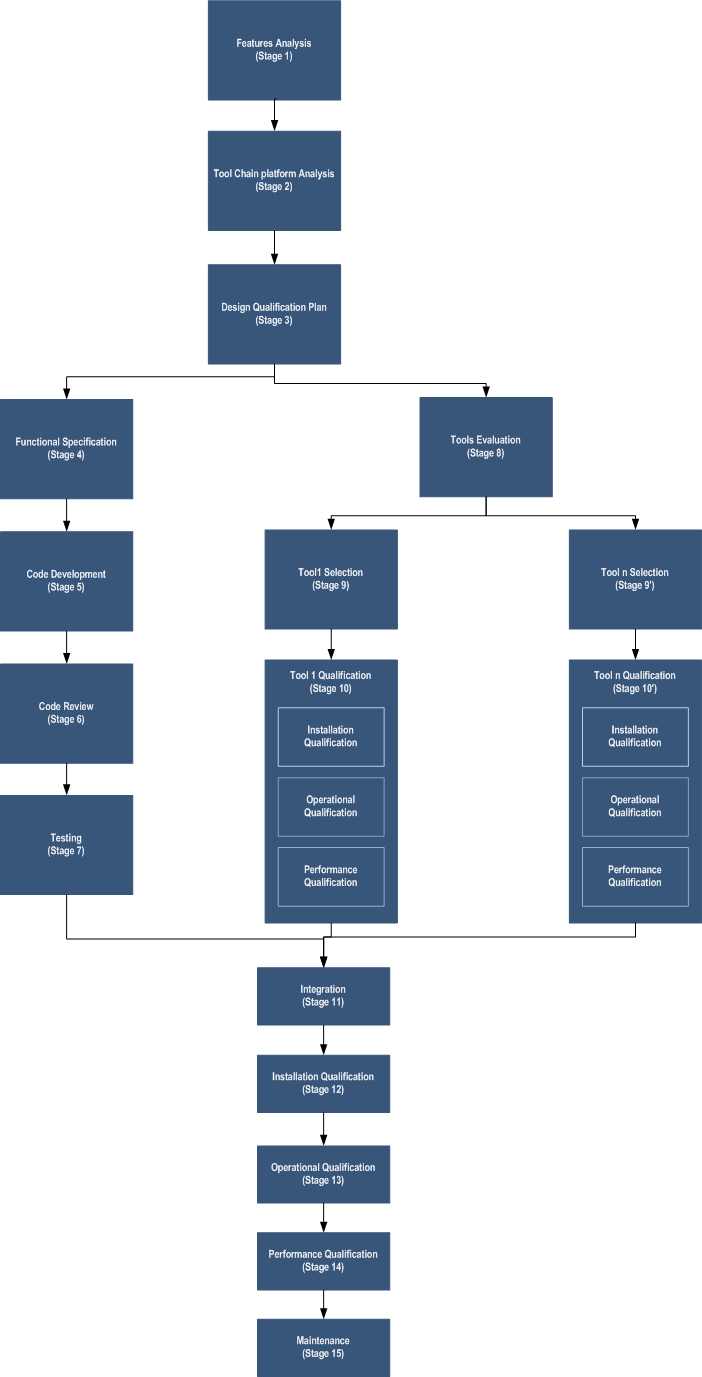 Features Analysis
(Stage 1)
Tool Chain platform Analysis
(Stage 2)
Design Qualification Plan
(Stage 3)
Functional Specification
(Stage 4)
Code Development
(Stage 5)
Code Review
(Stage 6)
Testing
(Stage 7)
Tools Evaluation
(Stage 8)
Tool1 Selection
(Stage 9)
Tool 1 Qualification
(Stage 10)
Installation
Qualification
Operational
Qualification
Performance
Qualification
Tool n Selection
(Stage 9')
Tool n Qualification
(Stage 10')
Installation
Qualification
Operational
Qualification
Performance
Qualification
Integration
(Stage 11)
Installation Qualification
(Stage 12)
Operational Qualification
(Stage 13)
Performance Qualification
(Stage 14)
Maintenance
(Stage 15)